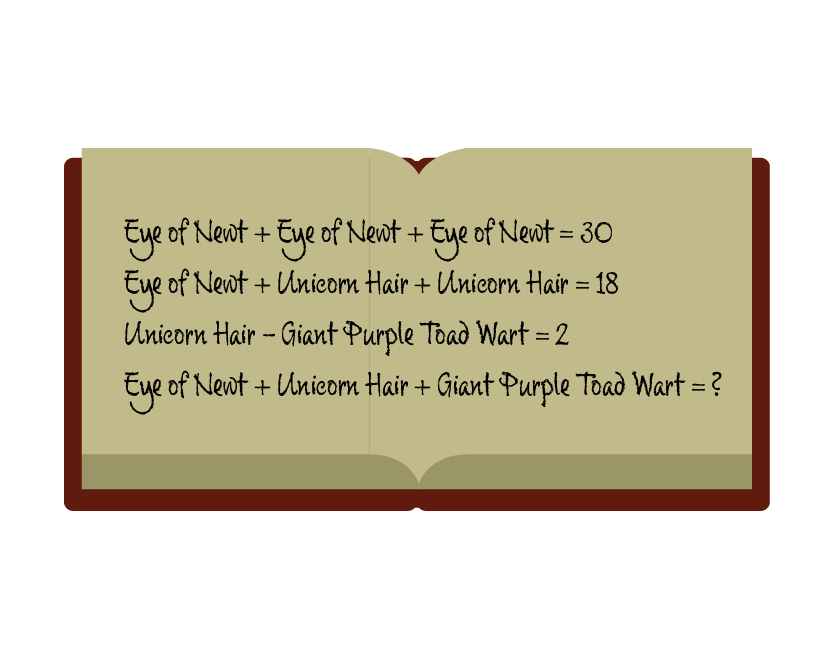 Eye of Newt + Eye of Newt + Eye of Newt = 30
Eye of Newt + Unicorn Hair + Unicorn Hair = 18
Unicorn Hair – Giant Purple Toad Wart = 2
Eye of Newt + Unicorn Hair + Giant Purple Toad Wart = ?